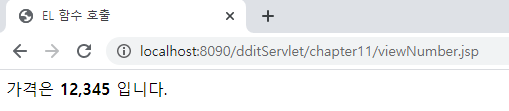 EL 함수 호출
localhost:8090/dditServlet/chapter11/viewNumber.jsp
가격은 12,345 입니다.